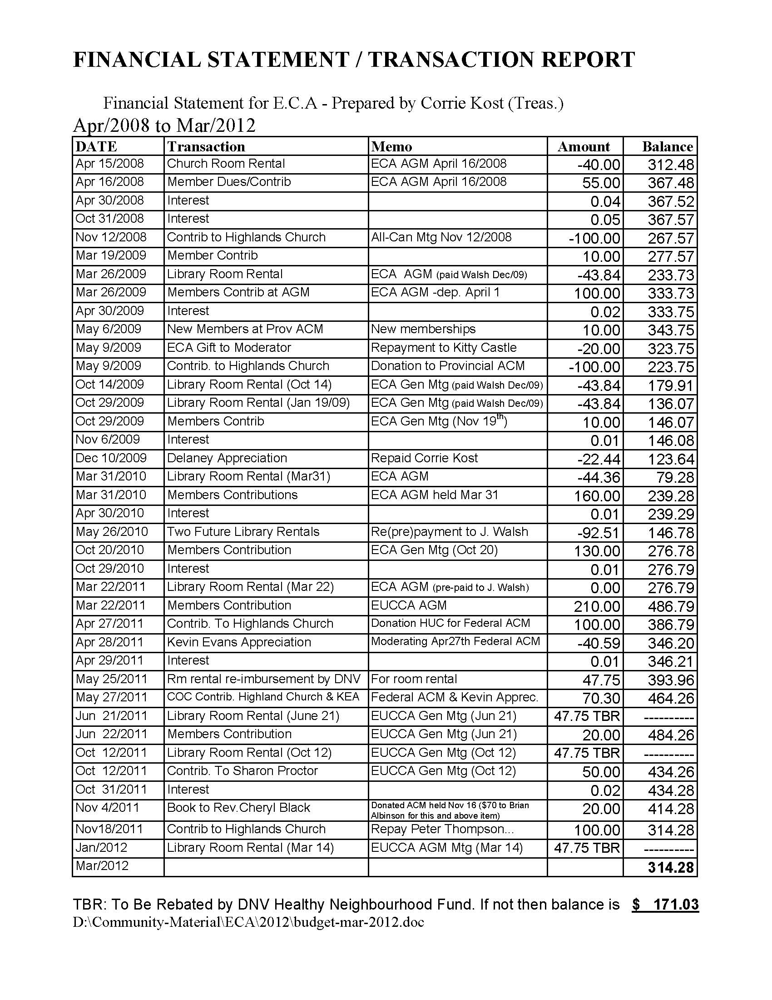 FINANCIAL STATEMENT / TRANSACTION REPORT
Financial Statement for E.C.A - Prepared by Corrie Kost (Treas.)
Apr/2008 to Mar/2012
DATE Transaction Memo Amount Balance
Apr 15/2008 Church Room Rental ECA AGM April 16/2008 -40.00 312.48
Apr 16/2008 Member Dues/Contrib ECA AGM April 16/2008 55.00 367.48
Apr 30/2008 Interest 0.04 367.52
Oct 31/2008 Interest 0.05 367.57
Nov 12/2008 Contrib to Highlands Church All-Can Mtg Nov 12/2008 -100.00 267.57
Mar 19/2009 Member Contrib 10.00 277.57
Mar 26/2009 Library Room Rental ECA AGM (paid Walsh Dec/09) -43.84 233.73
Mar 26/2009 Members Contrib at AGM ECA AGM -dep. April 1 100.00 333.73
Apr 30/2009 Interest 0.02 333.75
May 6/2009 New Members at Prov ACM New memberships 10.00 343.75
May 9/2009 ECA Gift to Moderator Repayment to Kitty Castle -20.00 323.75
May 9/2009 Contrib. to Highlands Church Donation to Provincial ACM -100.00 223.75
Oct 14/2009 Library Room Rental (Oct 14) ECA Gen Mtg (paid Walsh Dec/09) -43.84 179.91
Oct 29/2009 Library Room Rental (Jan 19/09) ECA Gen Mtg (paid Walsh Dec/09) -43.84 136.07
Oct 29/2009 Members Contrib ECA Gen Mtg (Nov 19th) 10.00 146.07
Nov 6/2009 Interest 0.01 146.08
Dec 10/2009 Delaney Appreciation Repaid Corrie Kost -22.44 123.64
Mar 31/2010 Library Room Rental (Mar31) ECA AGM -44.36 79.28
Mar 31/2010 Members Contributions ECA AGM held Mar 31 160.00 239.28
Apr 30/2010 Interest 0.01 239.29
May 26/2010 Two Future Library Rentals Re(pre)payment to J. Walsh -92.51 146.78
Oct 20/2010 Members Contribution ECA Gen Mtg (Oct 20) 130.00 276.78
Oct 29/2010 Interest 0.01 276.79
Mar 22/2011 Library Room Rental (Mar 22) ECA AGM (pre-paid to J. Walsh) 0.00 276.79
Mar 22/2011 Members Contribution EUCCA AGM 210.00 486.79
Apr 27/2011 Contrib. To Highlands Church Donation HUC for Federal ACM 100.00 386.79
Apr 28/2011 Kevin Evans Appreciation Moderating Apr27th Federal ACM -40.59 346.20
Apr 29/2011 Interest 0.01 346.21
May 25/2011 Rm rental re-imbursement by DNV For room rental 47.75 393.96
May 27/2011 COC Contrib. Highland Church & KEA Federal ACM & Kevin Apprec. 70.30 464.26
Jun 21/2011 Library Room Rental (June 21) EUCCA Gen Mtg (Jun 21) 47.75 TBR ----------
Jun 22/2011 Members Contribution EUCCA Gen Mtg (Jun 21) 20.00 484.26
Oct 12/2011 Library Room Rental (Oct 12) EUCCA Gen Mtg (Oct 12) 47.75 TBR ----------
Oct 12/2011 Contrib. To Sharon Proctor EUCCA Gen Mtg (Oct 12) 50.00 434.26
Oct 31/2011 Interest 0.02 434.28
Nov 4/2011 Book to Rev.Cheryl Black Donated ACM held Nov 16 ($70 to Brian 20.00 414.28
Albinson for this and above item)
Nov18/2011 Contrib to Highlands Church Repay Peter Thompson... 100.00 314.28
Jan/2012 Library Room Rental (Mar 14) EUCCA AGM Mtg (Mar 14) 47.75 TBR ----------
Mar/2012 314.28
TBR: To Be Rebated by DNV Healthy Neighbourhood Fund. If not then balance is $ 171.03
D:\Community-Material\ECA\2012\budget-mar-2012.doc